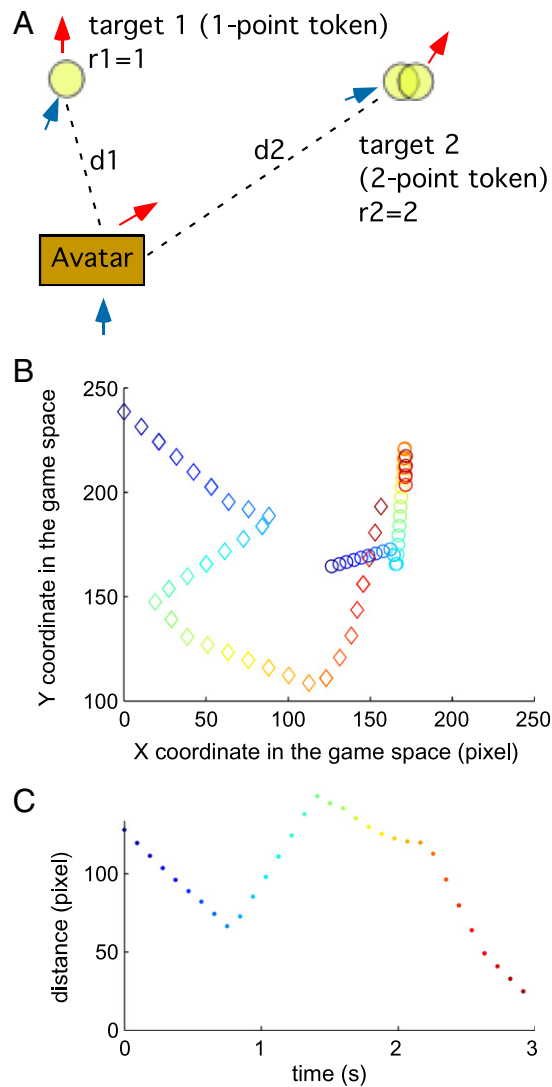 A
target 1 (1-point token)
r1=1
d1
d2
target 2
(2-point token)
r2=2
Avatar
B
250
200
150
100
Y coordinate in the game space
0
50
100
150
200
250
X coordinate in the game space (pixel)
C
100
50
0
distance (pixel)
0
1
2
3
time (s)